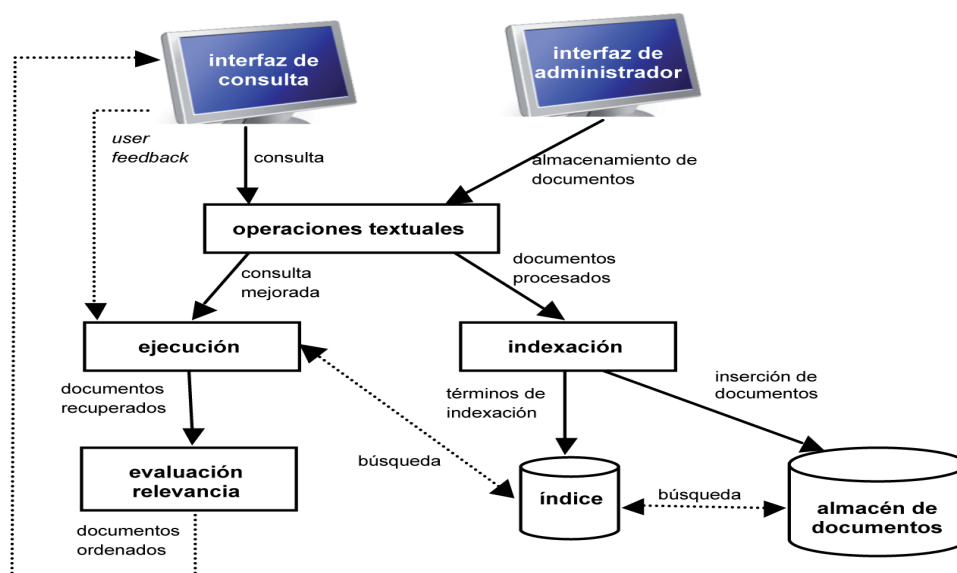 interfaz de
consulta
interfaz de
administrador
user
feedback
consulta
almacenamiento de
documentos
operaciones textuales
consulta
mejorada
documentos
procesados
ejecución
indexación
documentos
recuperados
términos de
indexación
inserción de
documentos
búsqueda
evaluación
relevancia
índice
búsqueda
almacén de
documentos
documentos
ordenados